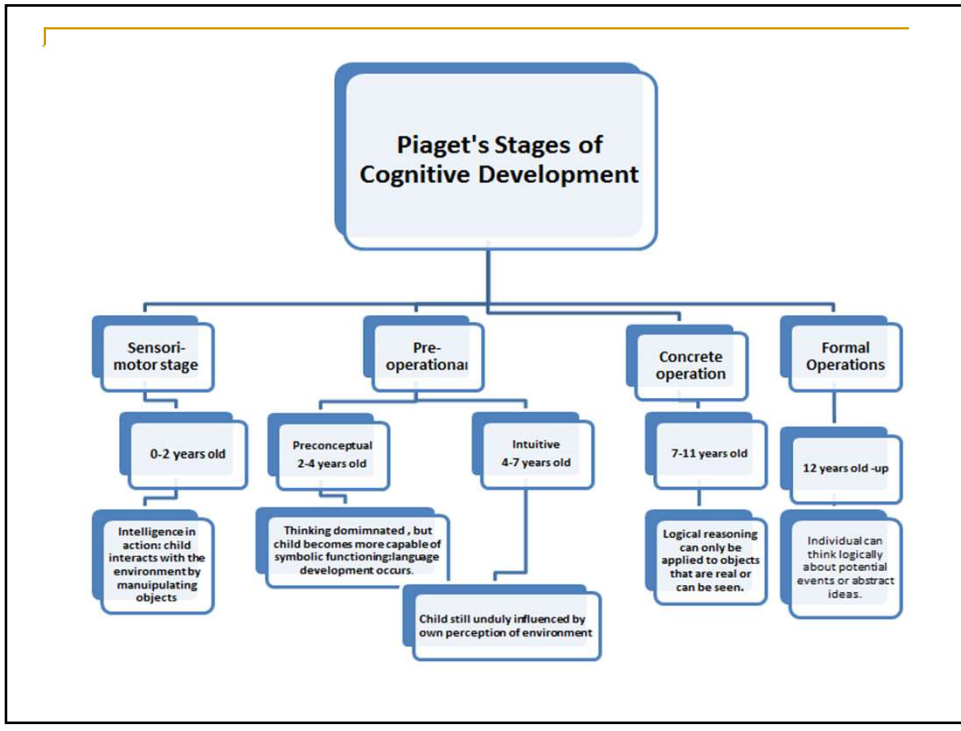 Piaget's Stages of
Cognitive Development
Sensori-
motor stage
Pre-
operational
Concrete
operation
Formal
Operations
0-2 years old
Preconceptual
2-4 years old
Intuitive
4-7 years old
7-11 years old
12 years old -up
Intelligence in
action: child
interacts with the
environment by
manuipulating
objects
Thinking domimnated , but
child becomes more capable of
symbolic functioning:language
development occurs.
Child still unduly influenced by
own perception of environment
Logical reasoning
can only be
applied to objects
that are real or
can be seen.
Individual can
think logically
about potential
events or abstract
ideas.